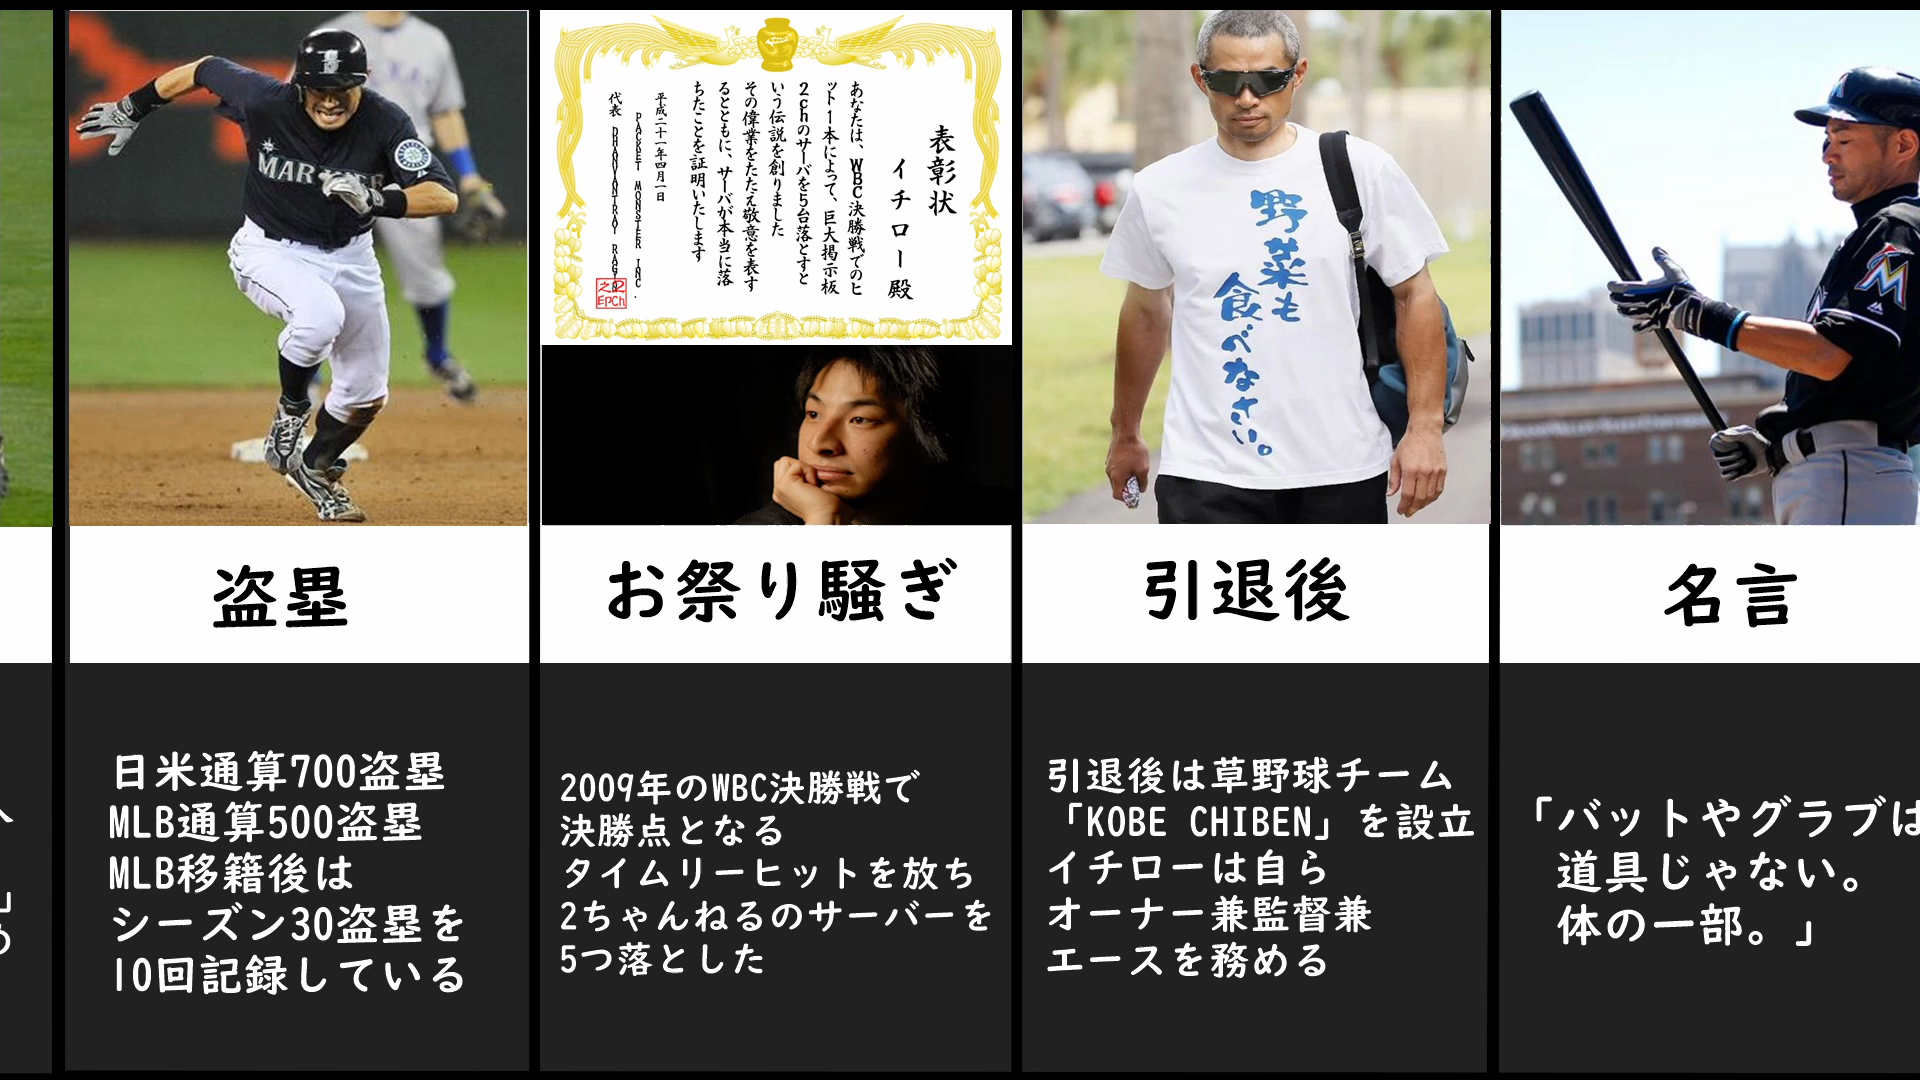 MAR
表彰状
イチロー 殿
あなたは、WBC決勝戦でのヒ
ット1本によって、巨大掲示板
2chのサーバを5台落とすと
いう伝説を創りました
その偉業をたたえ敬意を表す
るとともに、サーバが本当に落
ちたことを証明いたします
平成二十一年四月一日
PACKET MONSTER INC.
代表
野菜も
食べなさい。
盗塁
お祭り騒ぎ
引退後
名言
日米通算700盗塁
MLB通算500盗塁
MLB移籍後は
シーズン30盗塁を
10回記録している
2009年のWBC決勝戦で
決勝点となる
タイムリーヒットを放ち
2ちゃんねるのサーバーを
5つ落とした
引退後は草野球チーム
「KOBE CHIBEN」を設立
イチローは自ら
オーナー兼監督兼
エースを務める
「バットやグラブは
道具じゃない。
体の一部。」